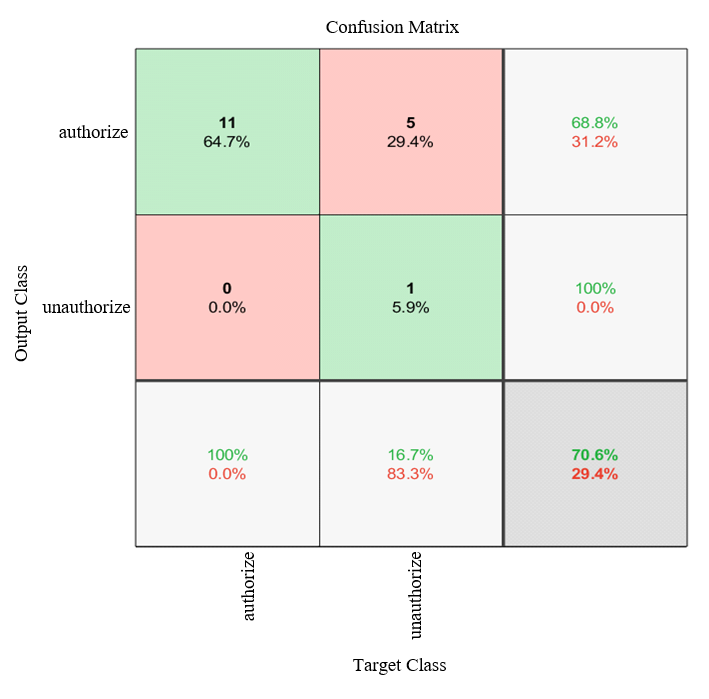 Confusion Matrix
authorize
11
64.7%
5
29.4%
68.8%
31.2%
unauthorize
0
0.0%
1
5.9%
100%
0.0%
Output Class
100%
0.0%
16.7%
83.3%
70.6%
29.4%
authorize
unauthorize
Target Class